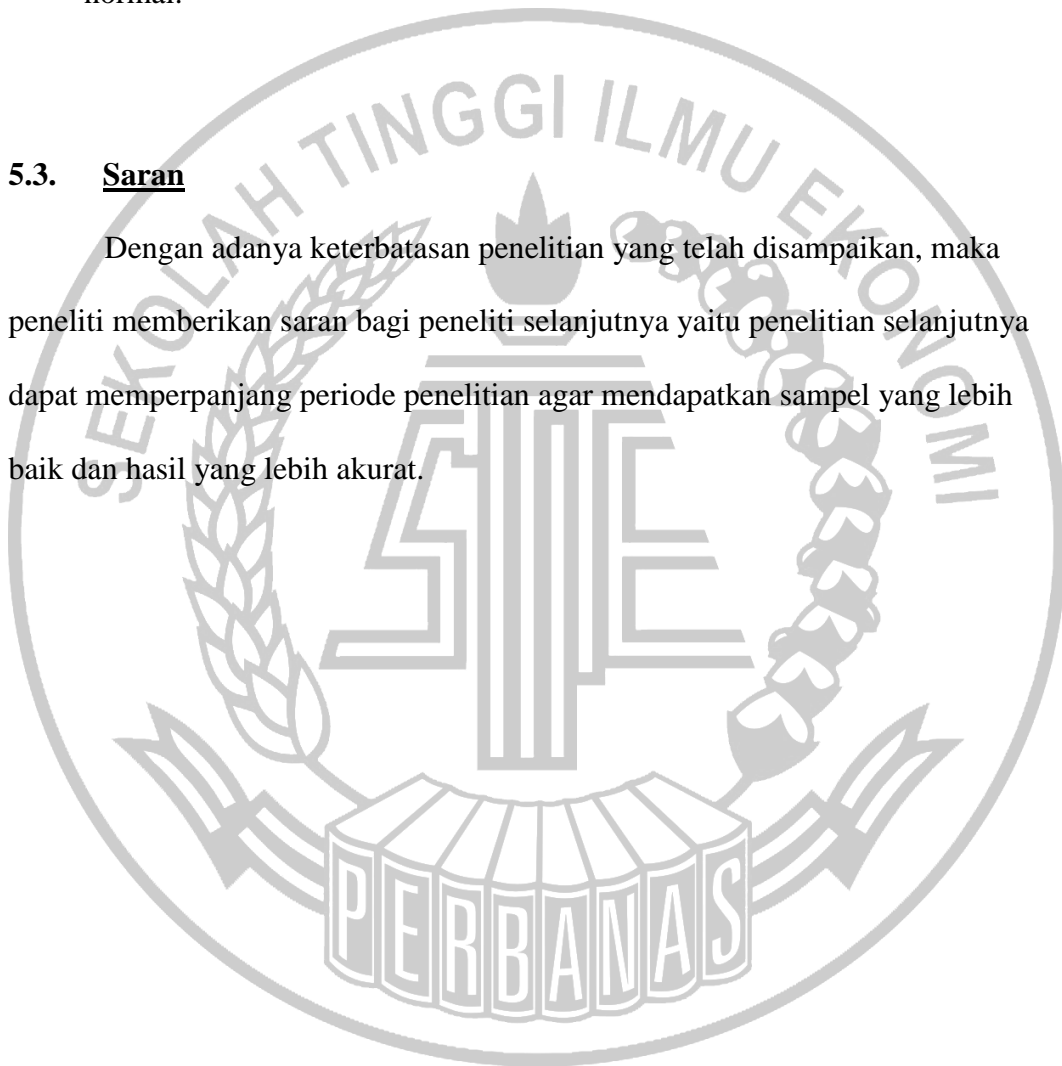 normal.
SEKOLAH TINGGI ILMU EKONOMI
5.3. Saran
Dengan adanya keterbatasan penelitian yang telah disampaikan, maka
peneliti memberikan saran bagi peneliti selanjutnya yaitu penelitian selanjutnya
dapat memperpanjang periode penelitian agar mendapatkan sampel yang lebih
baik dan hasil yang lebih akurat.
STIE
PERBANAS